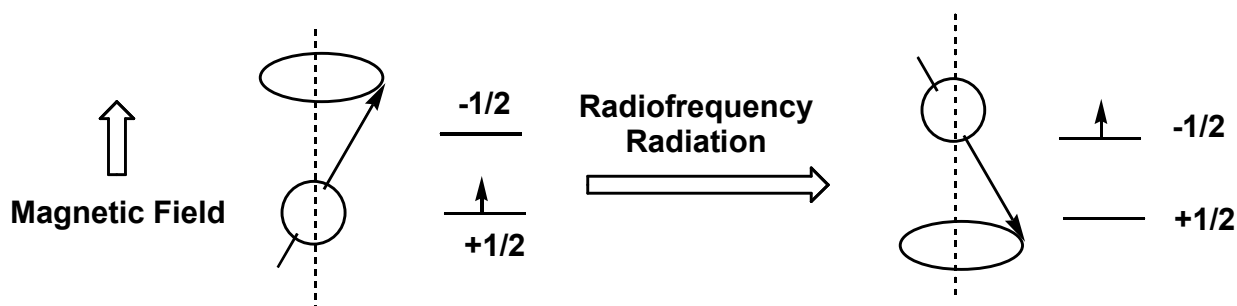 Magnetic Field
-1/2
+1/2
Radiofrequency
Radiation
-1/2
+1/2